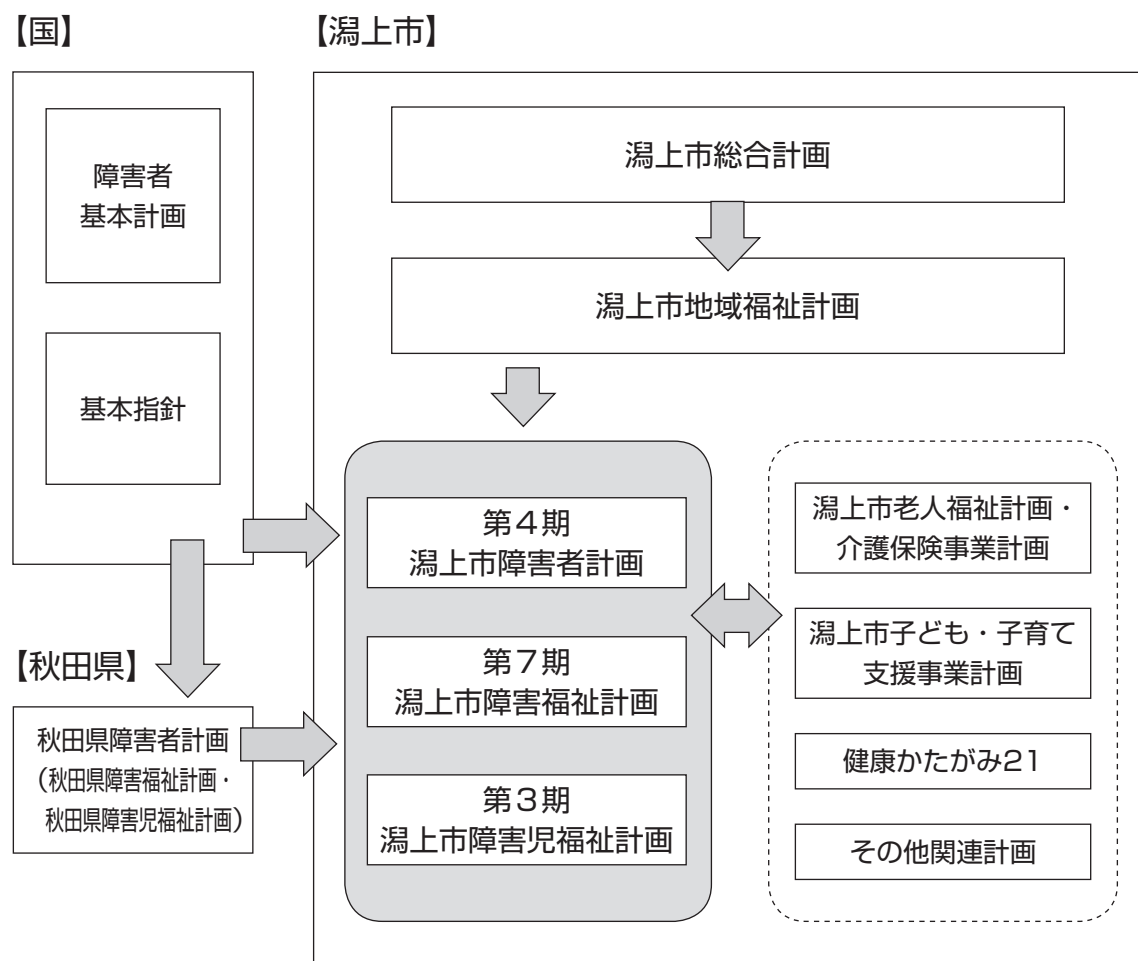 【国】
障害者
基本計画
基本指針
【秋田県】
秋田県障害者計画
(秋田県障害福祉計画・
秋田県障害児福祉計画)
【潟上市】
潟上市総合計画
潟上市地域福祉計画
第４期
潟上市障害者計画
第７期
潟上市障害福祉計画
第３期
潟上市障害児福祉計画
潟上市老人福祉計画・
介護保険事業計画
潟上市子ども・子育て
支援事業計画
健康かたがみ21
その他関連計画